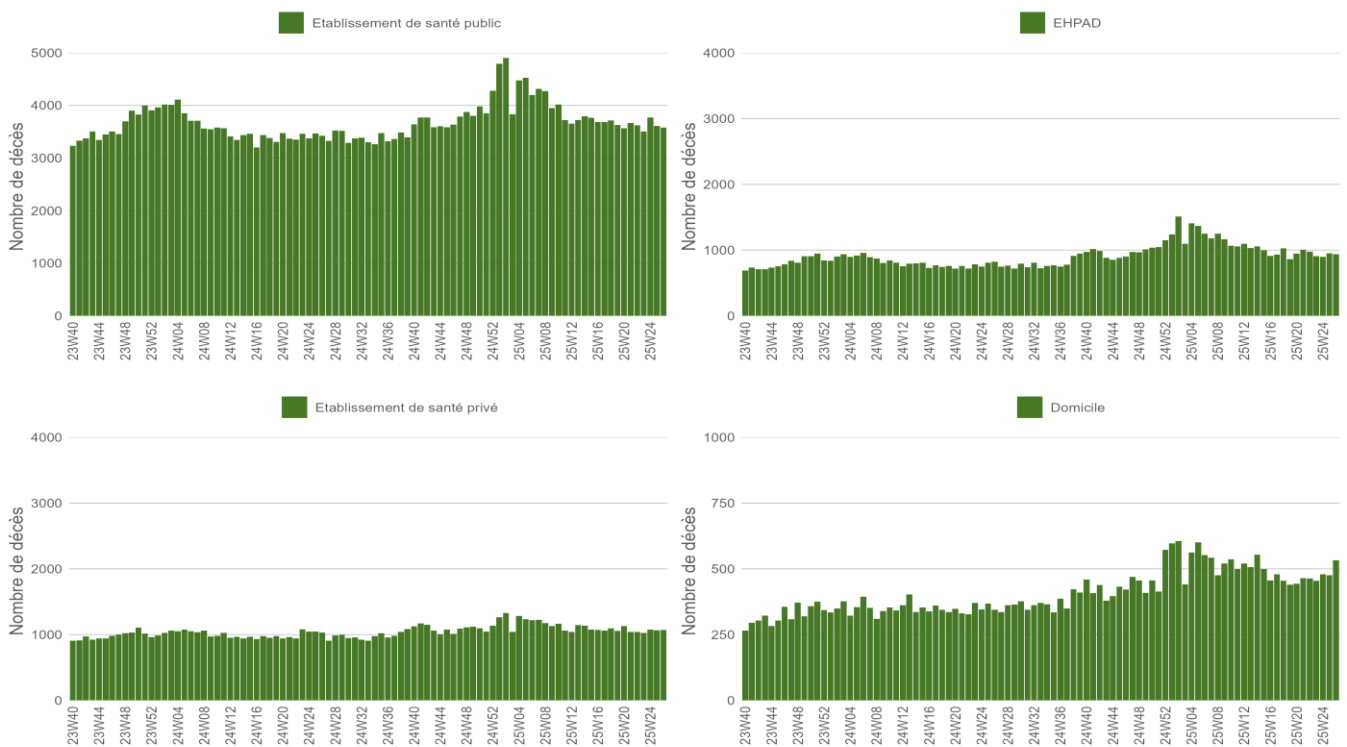 Etablissement de santé public
Nombre de décès
5000
4000
3000
2000
1000
0
23W40 23W44 23W48 23W52 24W04 24W08 24W12 24W16 24W20 24W24 24W28 24W32 24W36 24W40 24W44 24W48 24W52 25W04 25W08 25W12 25W16 25W20 25W24
EHPAD
Nombre de décès
4000
3000
2000
1000
0
23W40 23W44 23W48 23W52 24W04 24W08 24W12 24W16 24W20 24W24 24W28 24W32 24W36 24W40 24W44 24W48 24W52 25W04 25W08 25W12 25W16 25W20 25W24
Etablissement de santé privé
Nombre de décès
4000
3000
2000
1000
0
23W40 23W44 23W48 23W52 24W04 24W08 24W12 24W16 24W20 24W24 24W28 24W32 24W36 24W40 24W44 24W48 24W52 25W04 25W08 25W12 25W16 25W20 25W24
Domicile
Nombre de décès
1000
750
500
250
0
23W40 23W44 23W48 23W52 24W04 24W08 24W12 24W16 24W20 24W24 24W28 24W32 24W36 24W40 24W44 24W48 24W52 25W04 25W08 25W12 25W16 25W20 25W24